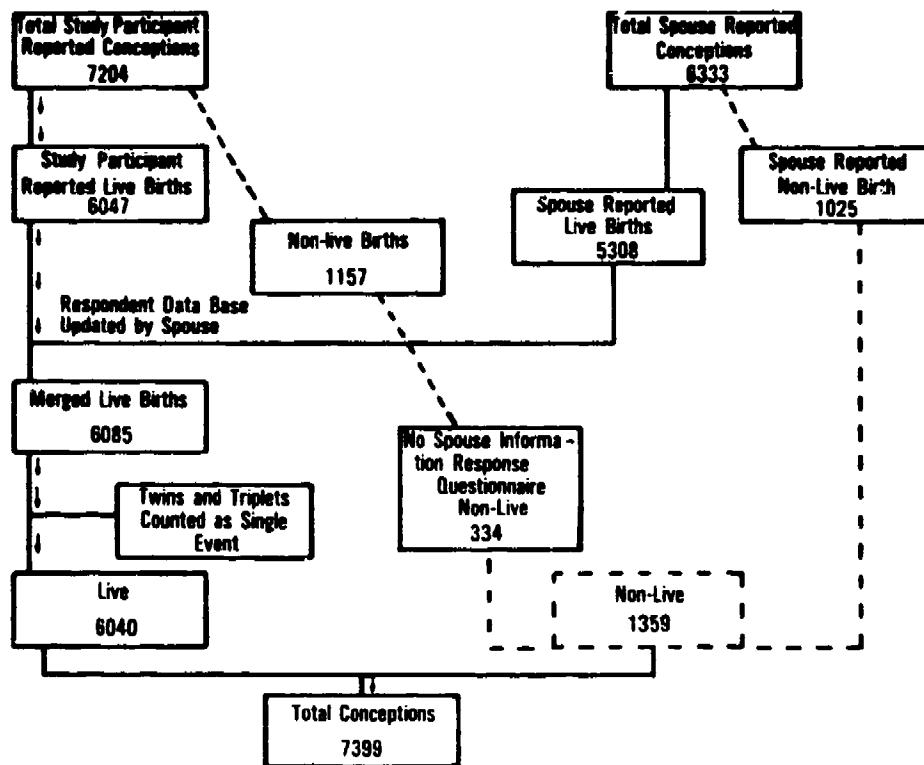 Total Study Participant
Reported Conceptions
7204
Total Spouse Reported
Conceptions
6333
Study Participant
Reported Live Births
6047
Spouse Reported
Non-Live Birth
1025
Spouse Reported
Live Births
5308
Non-live Births
1157
Respondent Data Base
Updated by Spouse
Merged Live Births
6085
No Spouse Informa-
tion Response
Questionnaire
Non-Live
334
Twins and Triplets
Counted as Single
Event
Live
6040
Non-Live
1359
Total Conceptions
7399